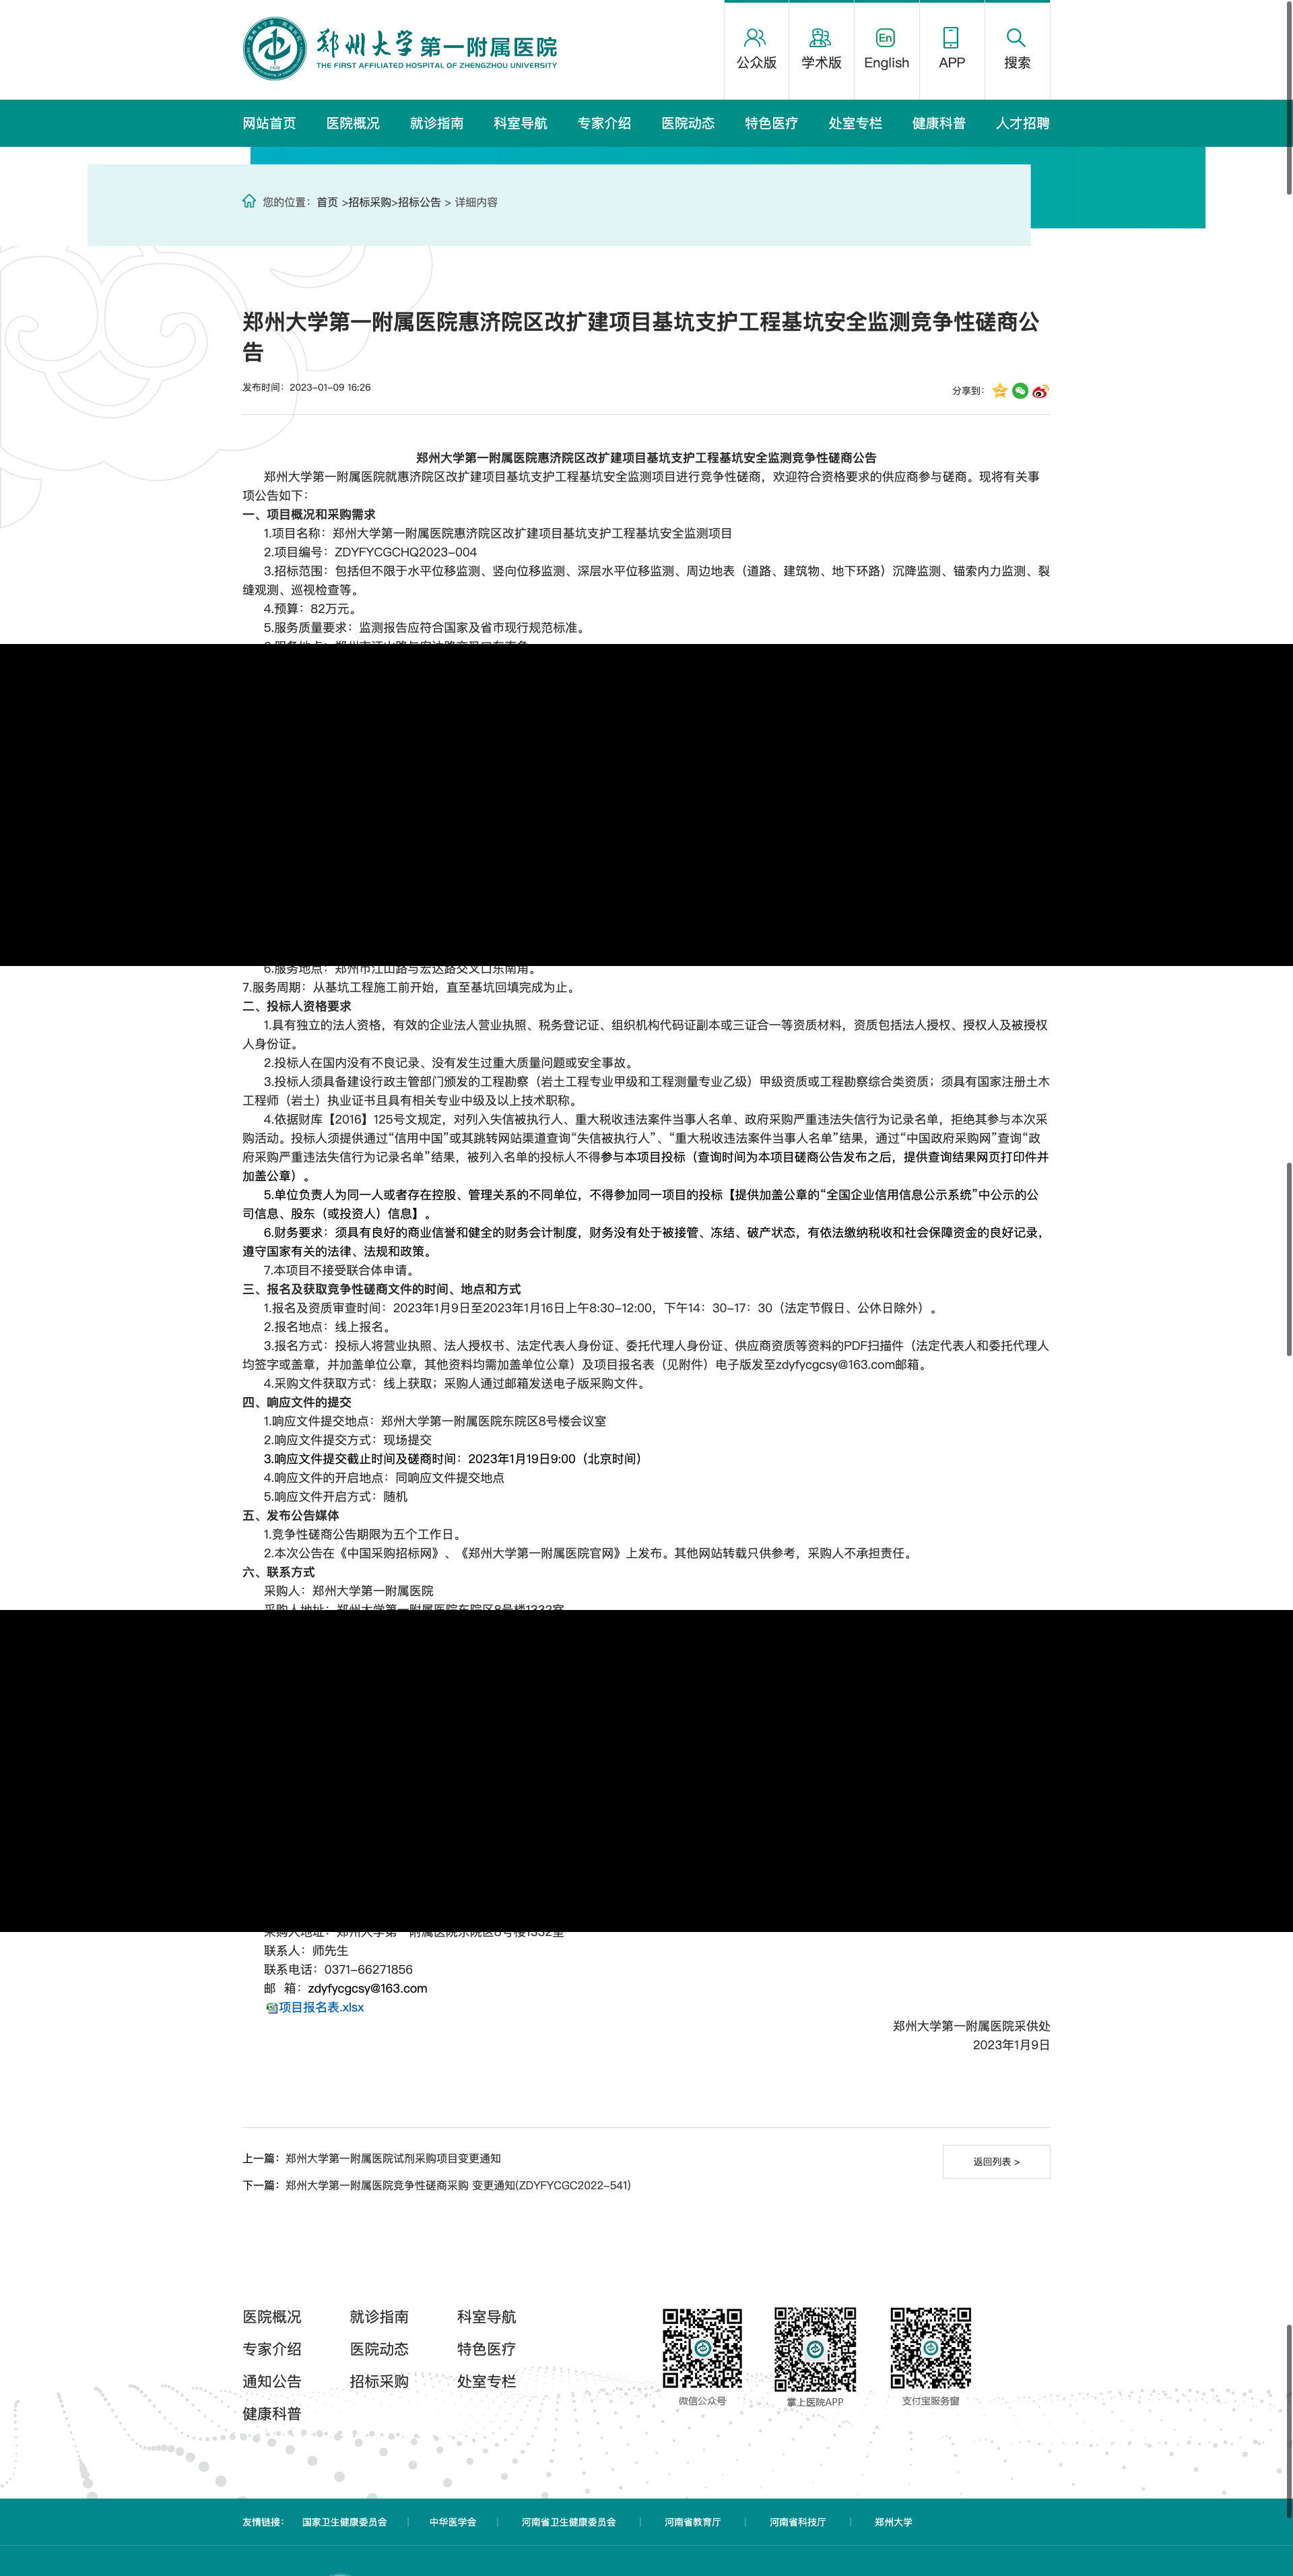 郑州大学第一附属医院
THE FIRST AFFILIATED HOSPITAL OF ZHENGZHOU UNIVERSITY
公众版
学术版
En
English
APP
搜索
网站首页 医院概况 就诊指南 科室导航 专家介绍 医院动态 特色医疗 处室专栏 健康科普 人才招聘
您的位置：首页 >招标采购>招标公告 > 详细内容
郑州大学第一附属医院惠济院区改扩建项目基坑支护工程基坑安全监测竞争性磋商公
告
发布时间：2023-01-09 16:26
分享到：
郑州大学第一附属医院惠济院区改扩建项目基坑支护工程基坑安全监测竞争性磋商公告
郑州大学第一附属医院就惠济院区改扩建项目基坑支护工程基坑安全监测项目进行竞争性磋商，欢迎符合资格要求的供应商参与磋商。现将有关事
项公告如下：
一、项目概况和采购需求
1.项目名称：郑州大学第一附属医院惠济院区改扩建项目基坑支护工程基坑安全监测项目
2.项目编号：ZDYFYCGCHQ2023-004
3.招标范围：包括但不限于水平位移监测、竖向位移监测、深层水平位移监测、周边地表（道路、建筑物、地下环路）沉降监测、锚索内力监测、裂
缝观测、巡视检查等。
4.预算：82万元。
5.服务质量要求：监测报告应符合国家及省市现行规范标准。
6.服务地点：郑州市江山路与宏达路交叉口东南角。
7.服务周期：从基坑工程施工前开始，直至基坑回填完成为止。
二、投标人资格要求
1.具有独立的法人资格，有效的企业法人营业执照、税务登记证、组织机构代码证副本或三证合一等资质材料，资质包括法人授权、授权人及被授权
人身份证。
2.投标人在国内没有不良记录、没有发生过重大质量问题或安全事故。
3.投标人须具备建设行政主管部门颁发的工程勘察（岩土工程专业甲级和工程测量专业乙级）甲级资质或工程勘察综合类资质；须具有国家注册土木
工程师（岩土）执业证书且具有相关专业中级及以上技术职称。
4.依据财库【2016】125号文规定，对列入失信被执行人、重大税收违法案件当事人名单、政府采购严重违法失信行为记录名单，拒绝其参与本次采
购活动。投标人须提供通过“信用中国”或其跳转网站渠道查询“失信被执行人”、“重大税收违法案件当事人名单”结果，通过“中国政府采购网”查询“政
府采购严重违法失信行为记录名单”结果，被列入名单的投标人不得参与本项目投标（查询时间为本项目磋商公告发布之后，提供查询结果网页打印件并
加盖公章）。
5.单位负责人为同一人或者存在控股、管理关系的不同单位，不得参加同一项目的投标【提供加盖公章的“全国企业信用信息公示系统”中公示的公
司信息、股东（或投资人）信息】。
6.财务要求：须具有良好的商业信誉和健全的财务会计制度，财务没有处于被接管、冻结、破产状态，有依法缴纳税收和社会保障资金的良好记录，
遵守国家有关的法律、法规和政策。
7.本项目不接受联合体申请。
三、报名及获取竞争性磋商文件的时间、地点和方式
1.报名及资质审查时间：2023年1月9日至2023年1月16日上午8:30-12:00，下午14：30-17：30（法定节假日、公休日除外）。
2.报名地点：线上报名。
3.报名方式：投标人将营业执照、法人授权书、法定代表人身份证、委托代理人身份证、供应商资质等资料的PDF扫描件（法定代表人和委托代理人
均签字或盖章，并加盖单位公章，其他资料均需加盖单位公章）及项目报名表（见附件）电子版发至zdyfycgcsy@163.com邮箱。
4.采购文件获取方式：线上获取；采购人通过邮箱发送电子版采购文件。
四、响应文件的提交
1.响应文件提交地点：郑州大学第一附属医院东院区8号楼会议室
2.响应文件提交方式：现场提交
3.响应文件提交截止时间及磋商时间：2023年1月19日9:00（北京时间）
4.响应文件的开启地点：同响应文件提交地点
5.响应文件开启方式：随机
五、发布公告媒体
1.竞争性磋商公告期限为五个工作日。
2.本次公告在《中国采购招标网》、《郑州大学第一附属医院官网》上发布。其他网站转载只供参考，采购人不承担责任。
六、联系方式
采购人：郑州大学第一附属医院
采购人地址：郑州大学第一附属医院东院区8号楼1332室
联系人：师先生
联系电话：0371-66271856
邮 箱：zdyfycgcsy@163.com
项目报名表.xlsx
郑州大学第一附属医院采供处
2023年1月9日
上一篇：郑州大学第一附属医院试剂采购项目变更通知
返回列表 >
下一篇：郑州大学第一附属医院竞争性磋商采购 变更通知(ZDYFYCGC2022-541)
医院概况 就诊指南 科室导航
专家介绍 医院动态 特色医疗
通知公告 招标采购 处室专栏
健康科普
微信公众号 掌上医院APP 支付宝服务窗
友情链接： 国家卫生健康委员会 | 中华医学会 | 河南省卫生健康委员会 | 河南省教育厅 | 河南省科技厅 | 郑州大学